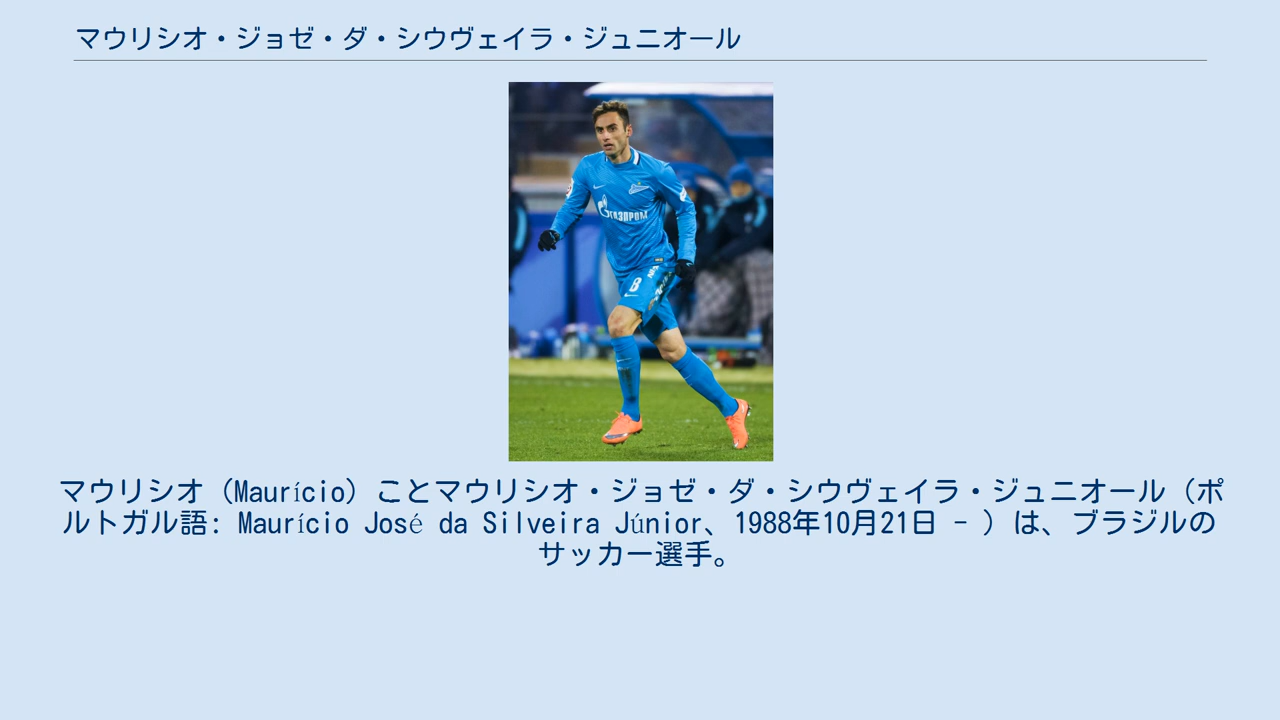 マウリシオ・ジョゼ・ダ・シウヴェイラ・ジュニオール
ГАЗПРОМ
8
マウリシオ（Maurício）ことマウリシオ・ジョゼ・ダ・シウヴェイラ・ジュニオール（ポ
ルトガル語: Maurício José da Silveira Júnior、1988年10月21日 - ）は、ブラジルの
サッカー選手。